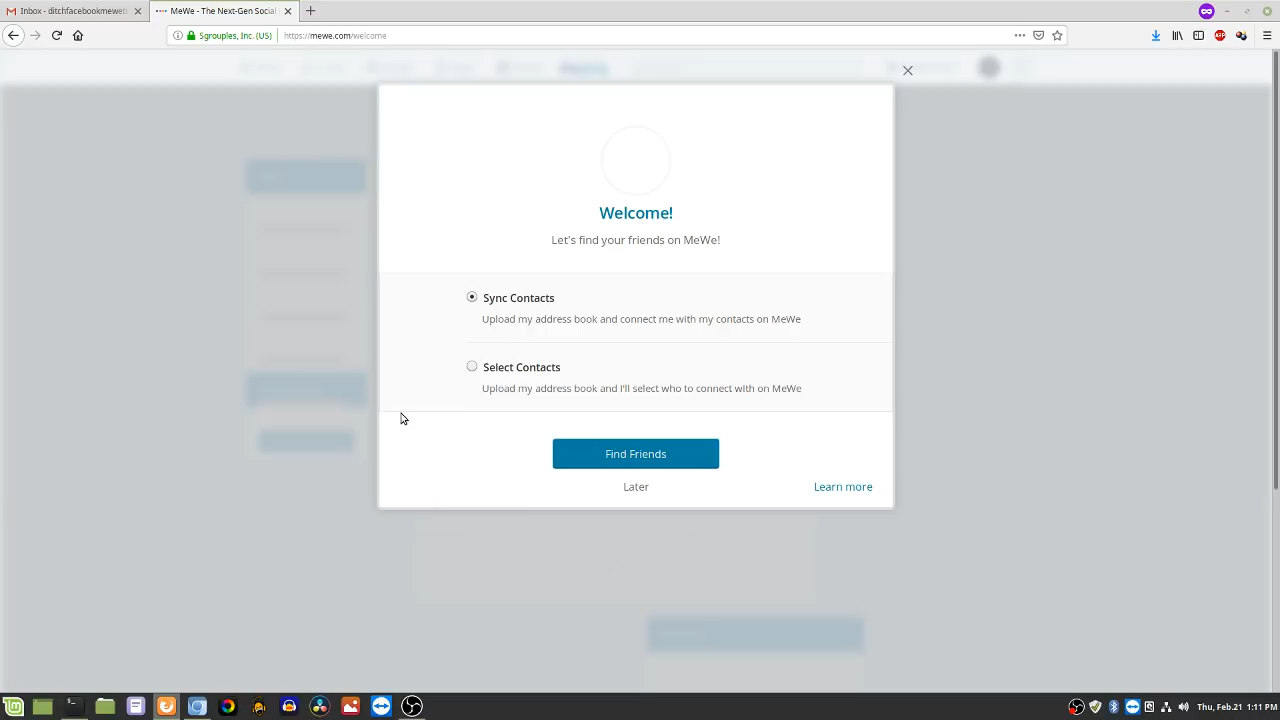 Inbox - ditchfacebookmewet
MeWe - The Next-Gen Social
Sgrouples, Inc. (US)
https://mewe.com/welcome
ABP
Welcome!
Let's find your friends on MeWe!
Sync Contacts
Upload my address book and connect me with my contacts on MeWe
Select Contacts
Upload my address book and I'll select who to connect with on MeWe
Find Friends
Later
Learn more
Thu, Feb.21 1:11 PM